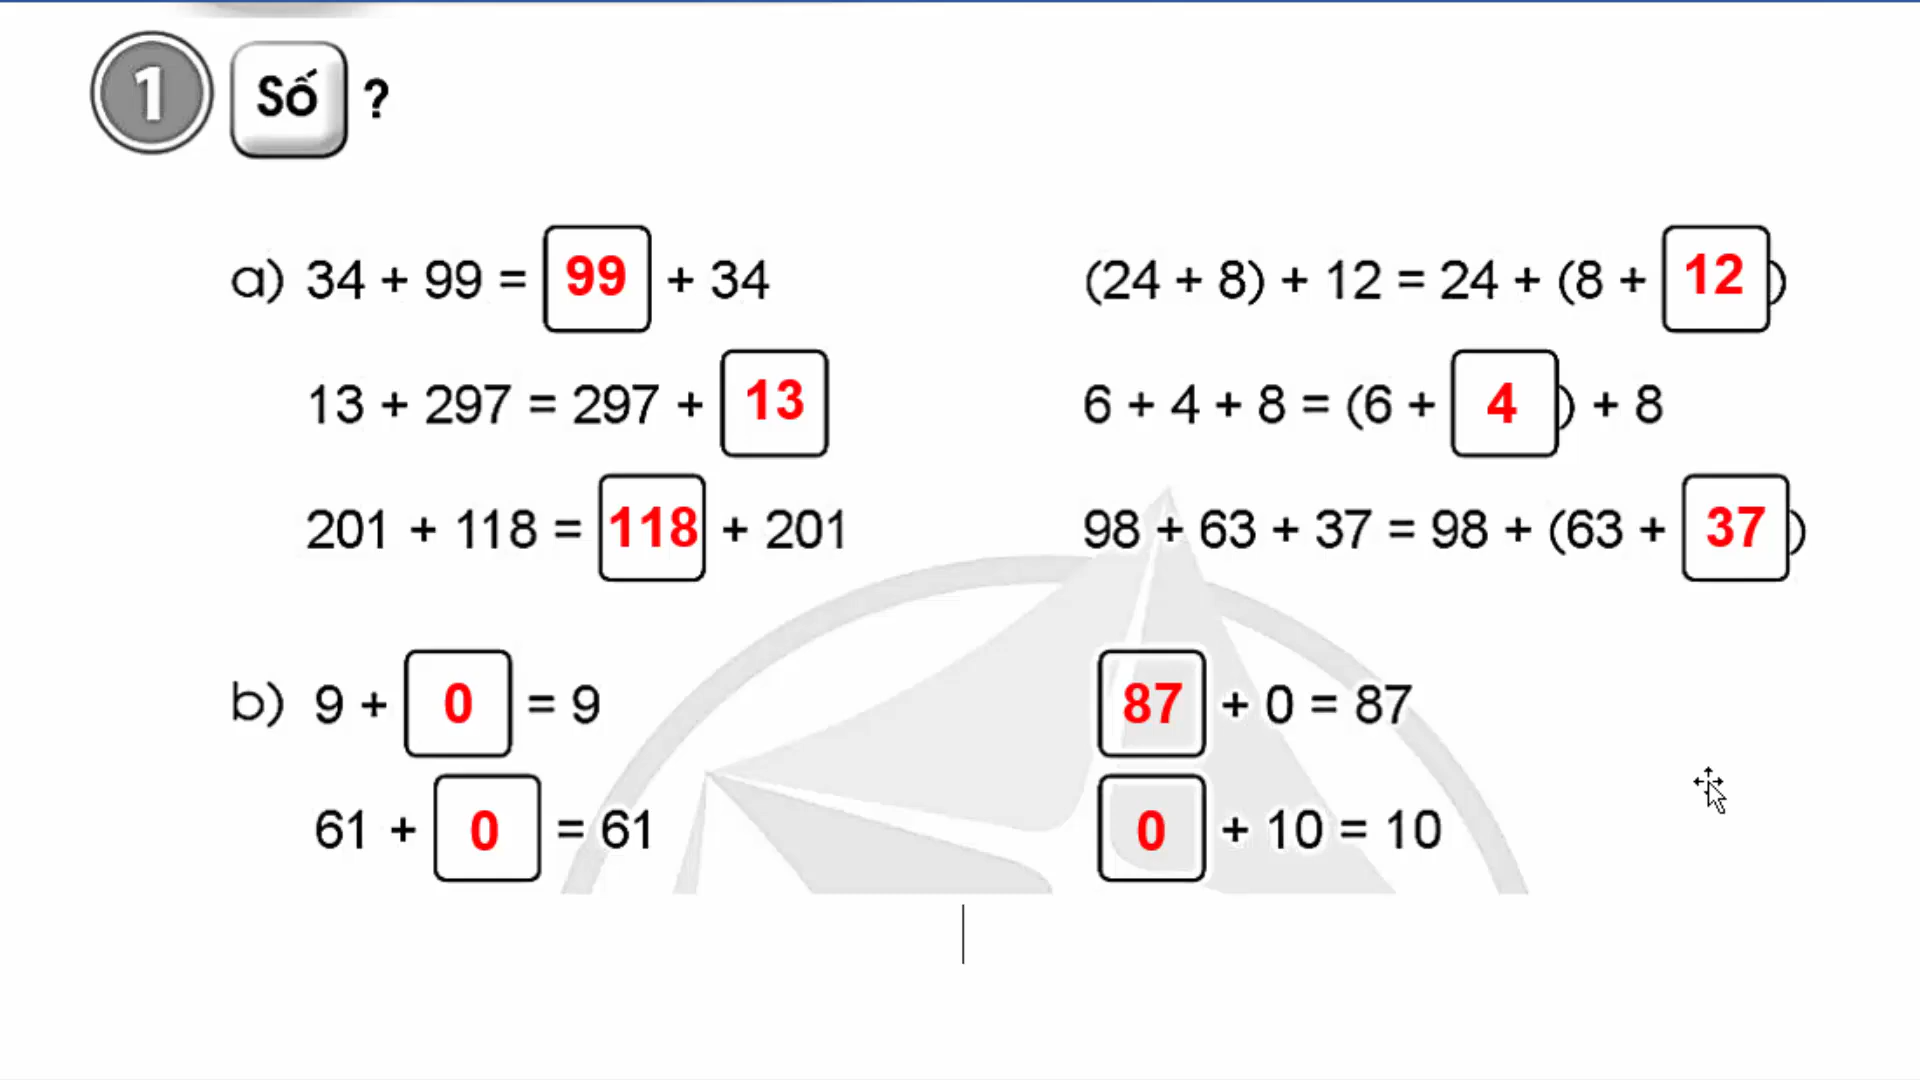 1 Số ?
a) 34 + 99 = 99 + 34
(24 + 8) + 12 = 24 + (8 + 12)
13 + 297 = 297 + 13
6 + 4 + 8 = (6 + 4) + 8
201 + 118 = 118 + 201
98 + 63 + 37 = 98 + (63 + 37)
b) 9 + 0 = 9
87 + 0 = 87
61 + 0 = 61
0 + 10 = 10